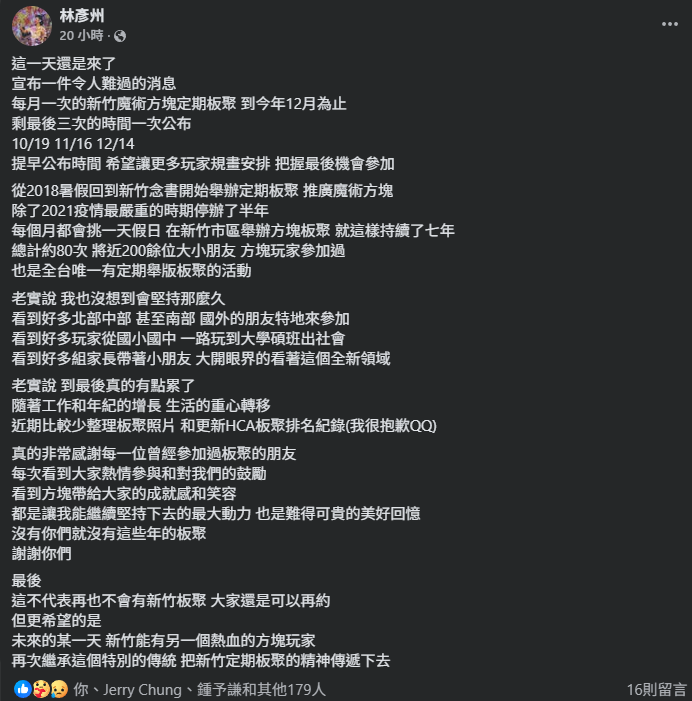 林彥州
20 小時 ·
這一天還是來了
宣布一件令人難過的消息
每月一次的新竹魔術方塊定期板聚 到今年12月為止
剩最後三次的時間一次公布
10/19 11/16 12/14
提早公布時間 希望讓更多玩家規畫安排 把握最後機會參加
從2018暑假回到新竹念書開始舉辦定期板聚 推廣魔術方塊
除了2021疫情最嚴重的時期停辦了半年
每個月都會挑一天假日 在新竹市區舉辦方塊板聚 就這樣持續了七年
總計約80次 將近200餘位大小朋友 方塊玩家參加過
也是全台唯一有定期舉版板聚的活動
老實說 我也沒想到會堅持那麼久
看到好多北部中部 甚至南部 國外的朋友特地來參加
看到好多玩家從國小國中 一路玩到大學碩班出社會
看到好多組家長帶著小朋友 大開眼界的看著這個全新領域
老實說 到最後真的有點累了
隨著工作和年紀的增長 生活的重心轉移
近期比較少整理板聚照片 和更新HCA板聚排名紀錄(我很抱歉QQ)
真的非常感謝每一位曾經參加過板聚的朋友
每次看到大家熱情參與和對我們的鼓勵
看到方塊帶給大家的成就感和笑容
都是讓我能繼續堅持下去的最大動力 也是難得可貴的美好回憶
沒有你們就沒有這些年的板聚
謝謝你們
最後
這不代表再也不會有新竹板聚 大家還是可以再約
但更希望的是
未來的某一天 新竹能有另一個熱血的方塊玩家
再次繼承這個特別的傳統 把新竹定期板聚的精神傳遞下去
你、Jerry Chung、鍾予謙和其他179人
16則留言